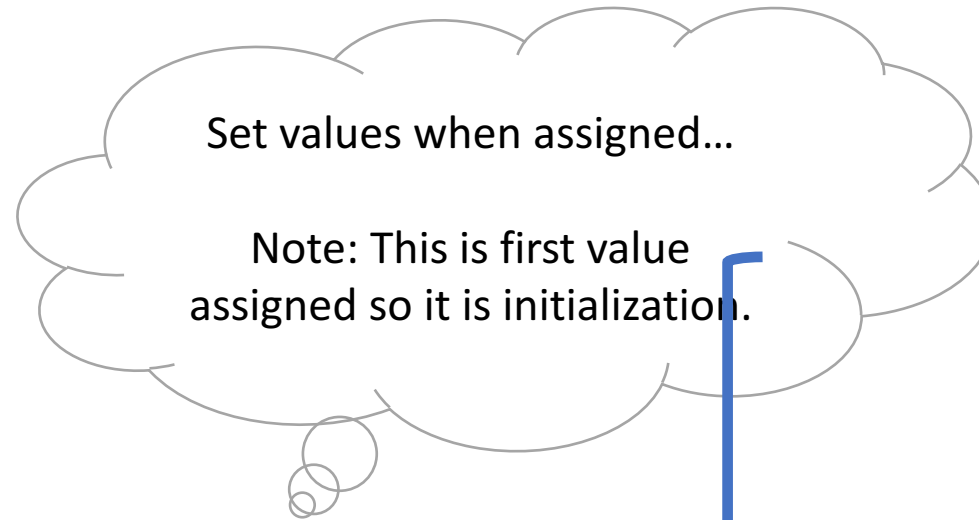 Set values when assigned…
Note: This is first value
assigned so it is initialization.